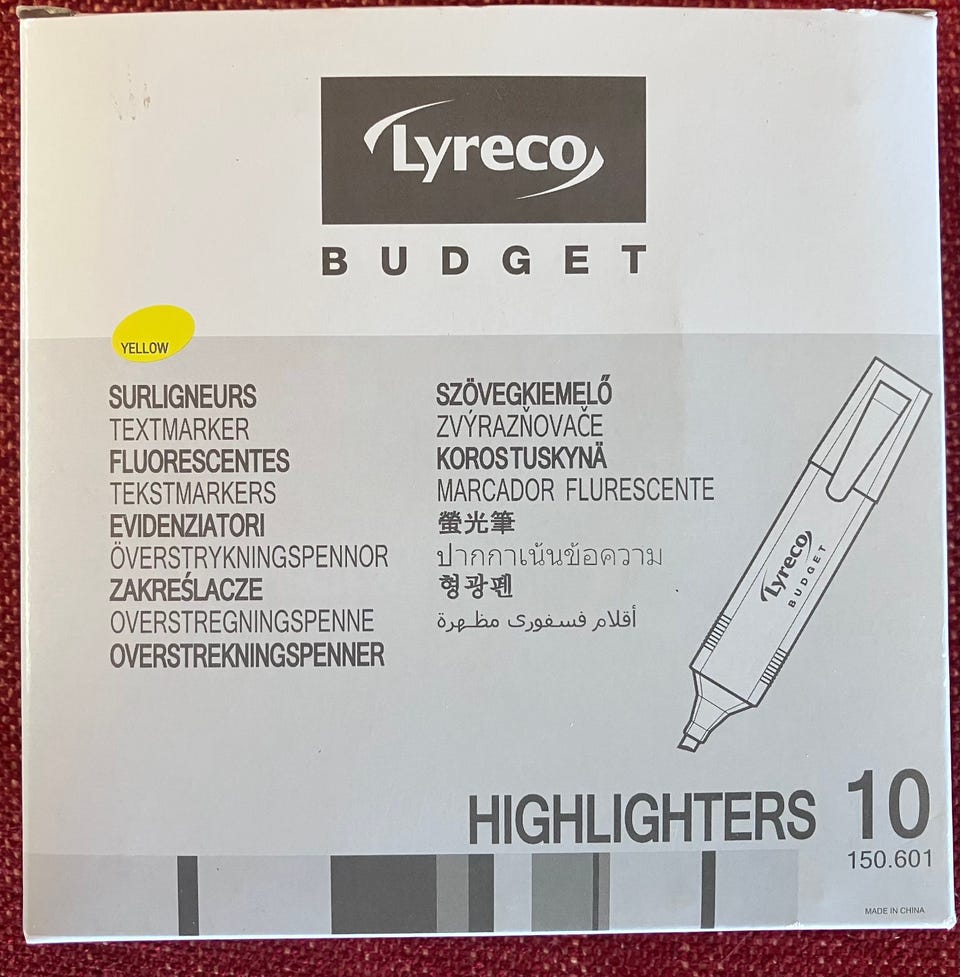 Lyreco
BUDGET
YELLOW
SURLIGNEURS
TEXTMARKER
FLUORESCENTES
TEKSTMARKERS
EVIDENZIATORI
ÖVERSTRYKNINGSPENNOR
ZAKREŚLACZE
OVERSTREGNINGSPENNE
OVERSTREKNINGSPENNER
SZÖVEGKIEMELŐ
ZVÝRAZŇOVAČE
KOROSTUSKYNÄ
MARCADOR FLURESCENTE
螢光筆
ปากกาเน้นข้อความ
형광펜
أقلام فسفورى مظهرة
Lyreco
BUDGET
HIGHLIGHTERS 10
150.601
MADE IN CHINA